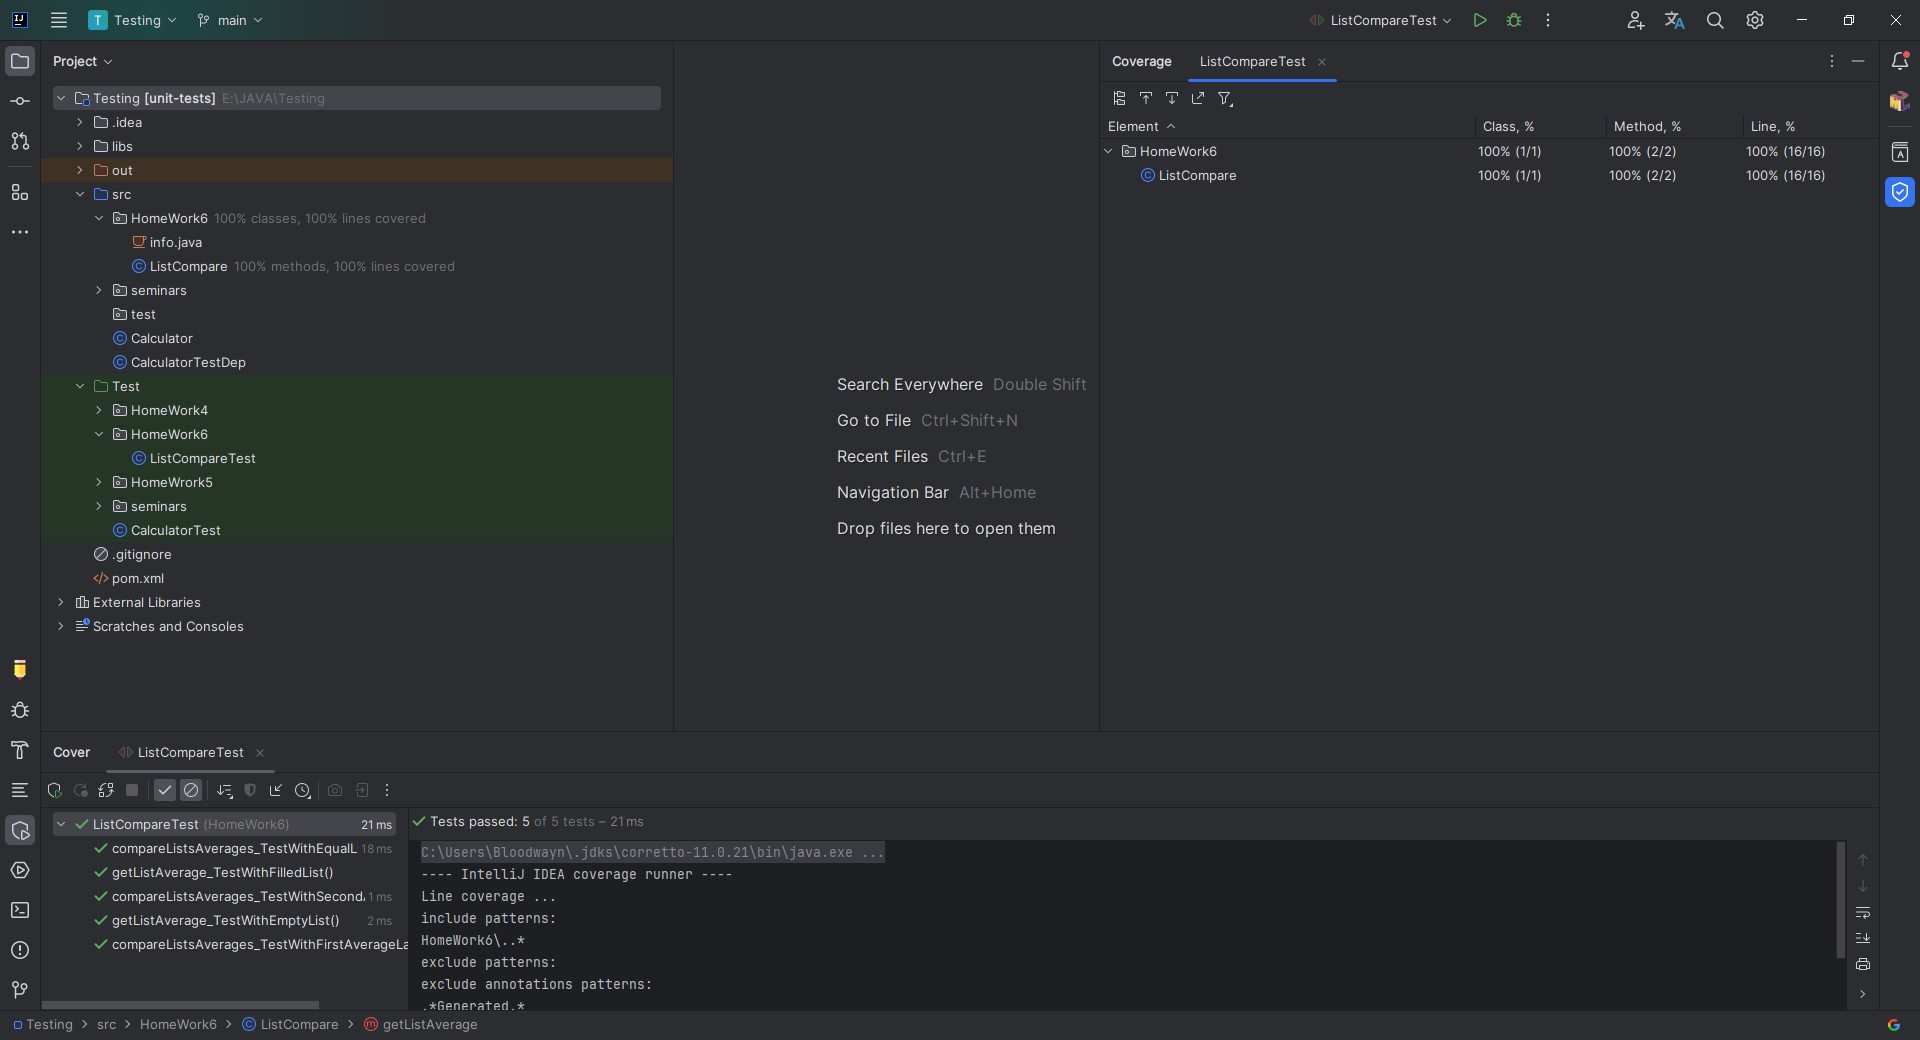 T Testing main ListCompareTest
Project
Testing [unit-tests] E:\JAVA\Testing
.idea
libs
out
src
HomeWork6 100% classes, 100% lines covered
info.java
ListCompare 100% methods, 100% lines covered
seminars
test
Calculator
CalculatorTestDep
Test
HomeWork4
HomeWork6
ListCompareTest
HomeWrork5
seminars
CalculatorTest
.gitignore
pom.xml
External Libraries
Scratches and Consoles
Search Everywhere Double Shift
Go to File Ctrl+Shift+N
Recent Files Ctrl+E
Navigation Bar Alt+Home
Drop files here to open them
Coverage ListCompareTest
Element Class, % Method, % Line, %
HomeWork6 100% (1/1) 100% (2/2) 100% (16/16)
ListCompare 100% (1/1) 100% (2/2) 100% (16/16)
Cover ListCompareTest
ListCompareTest (HomeWork6) 21 ms
compareListsAverages_TestWithEqualL 18 ms
getListAverage_TestWithFilledList()
compareListsAverages_TestWithSecond 1 ms
getListAverage_TestWithEmptyList() 2 ms
compareListsAverages_TestWithFirstAverageLa
Tests passed: 5 of 5 tests – 21 ms
C:\Users\Bloodwayn\.jdks\corretto-11.0.21\bin\java.exe ...
---- IntelliJ IDEA coverage runner ----
Line coverage ...
include patterns:
HomeWork6\..*
exclude patterns:
exclude annotations patterns:
.*Generated.*
Testing > src > HomeWork6 > ListCompare > getListAverage